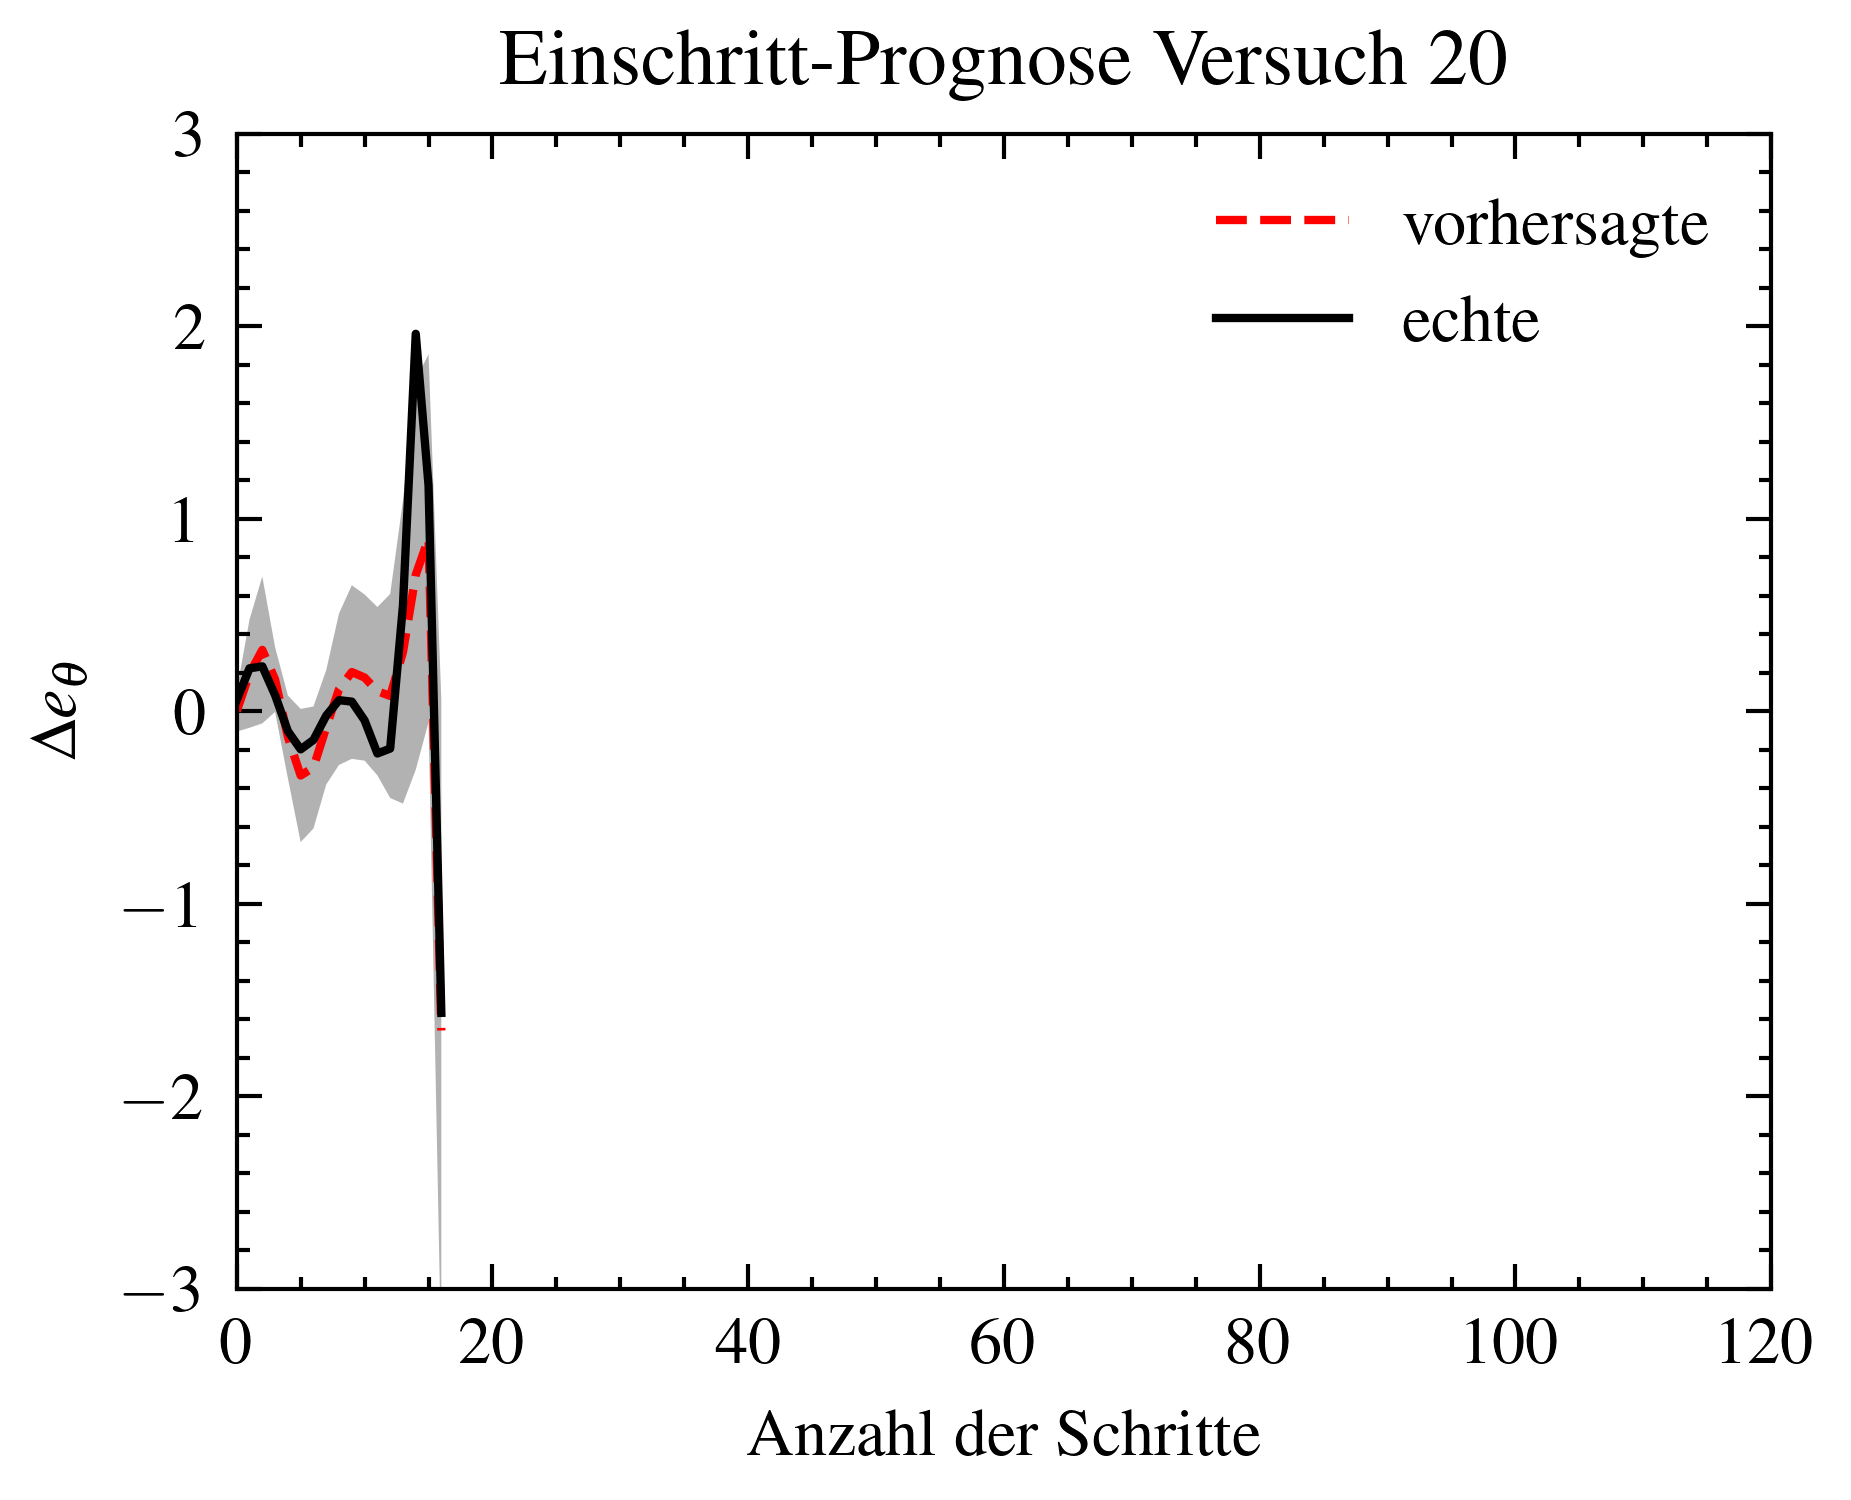 Einschritt-Prognose Versuch 20
3
2
1
0
−1
−2
−3
Δe_θ
vorhersagte
echte
0 20 40 60 80 100 120
Anzahl der Schritte